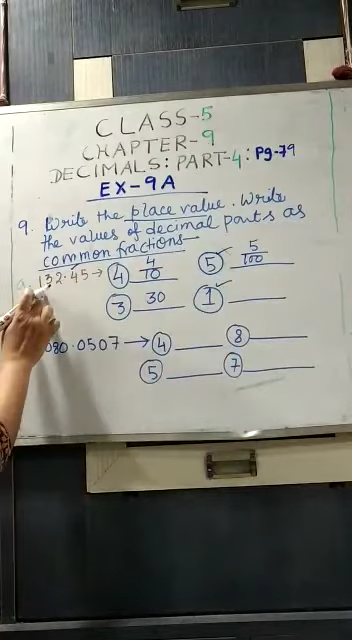 CLASS-5
CHAPTER-9
DECIMALS: PART-4: Pg-79
EX-9A
9. Write the place value. Write
the values of decimal parts as
common fractions—
a. 132.45 → 4 4/10 5 5/100
3 30 1
080.0507 → 4 8
5 7